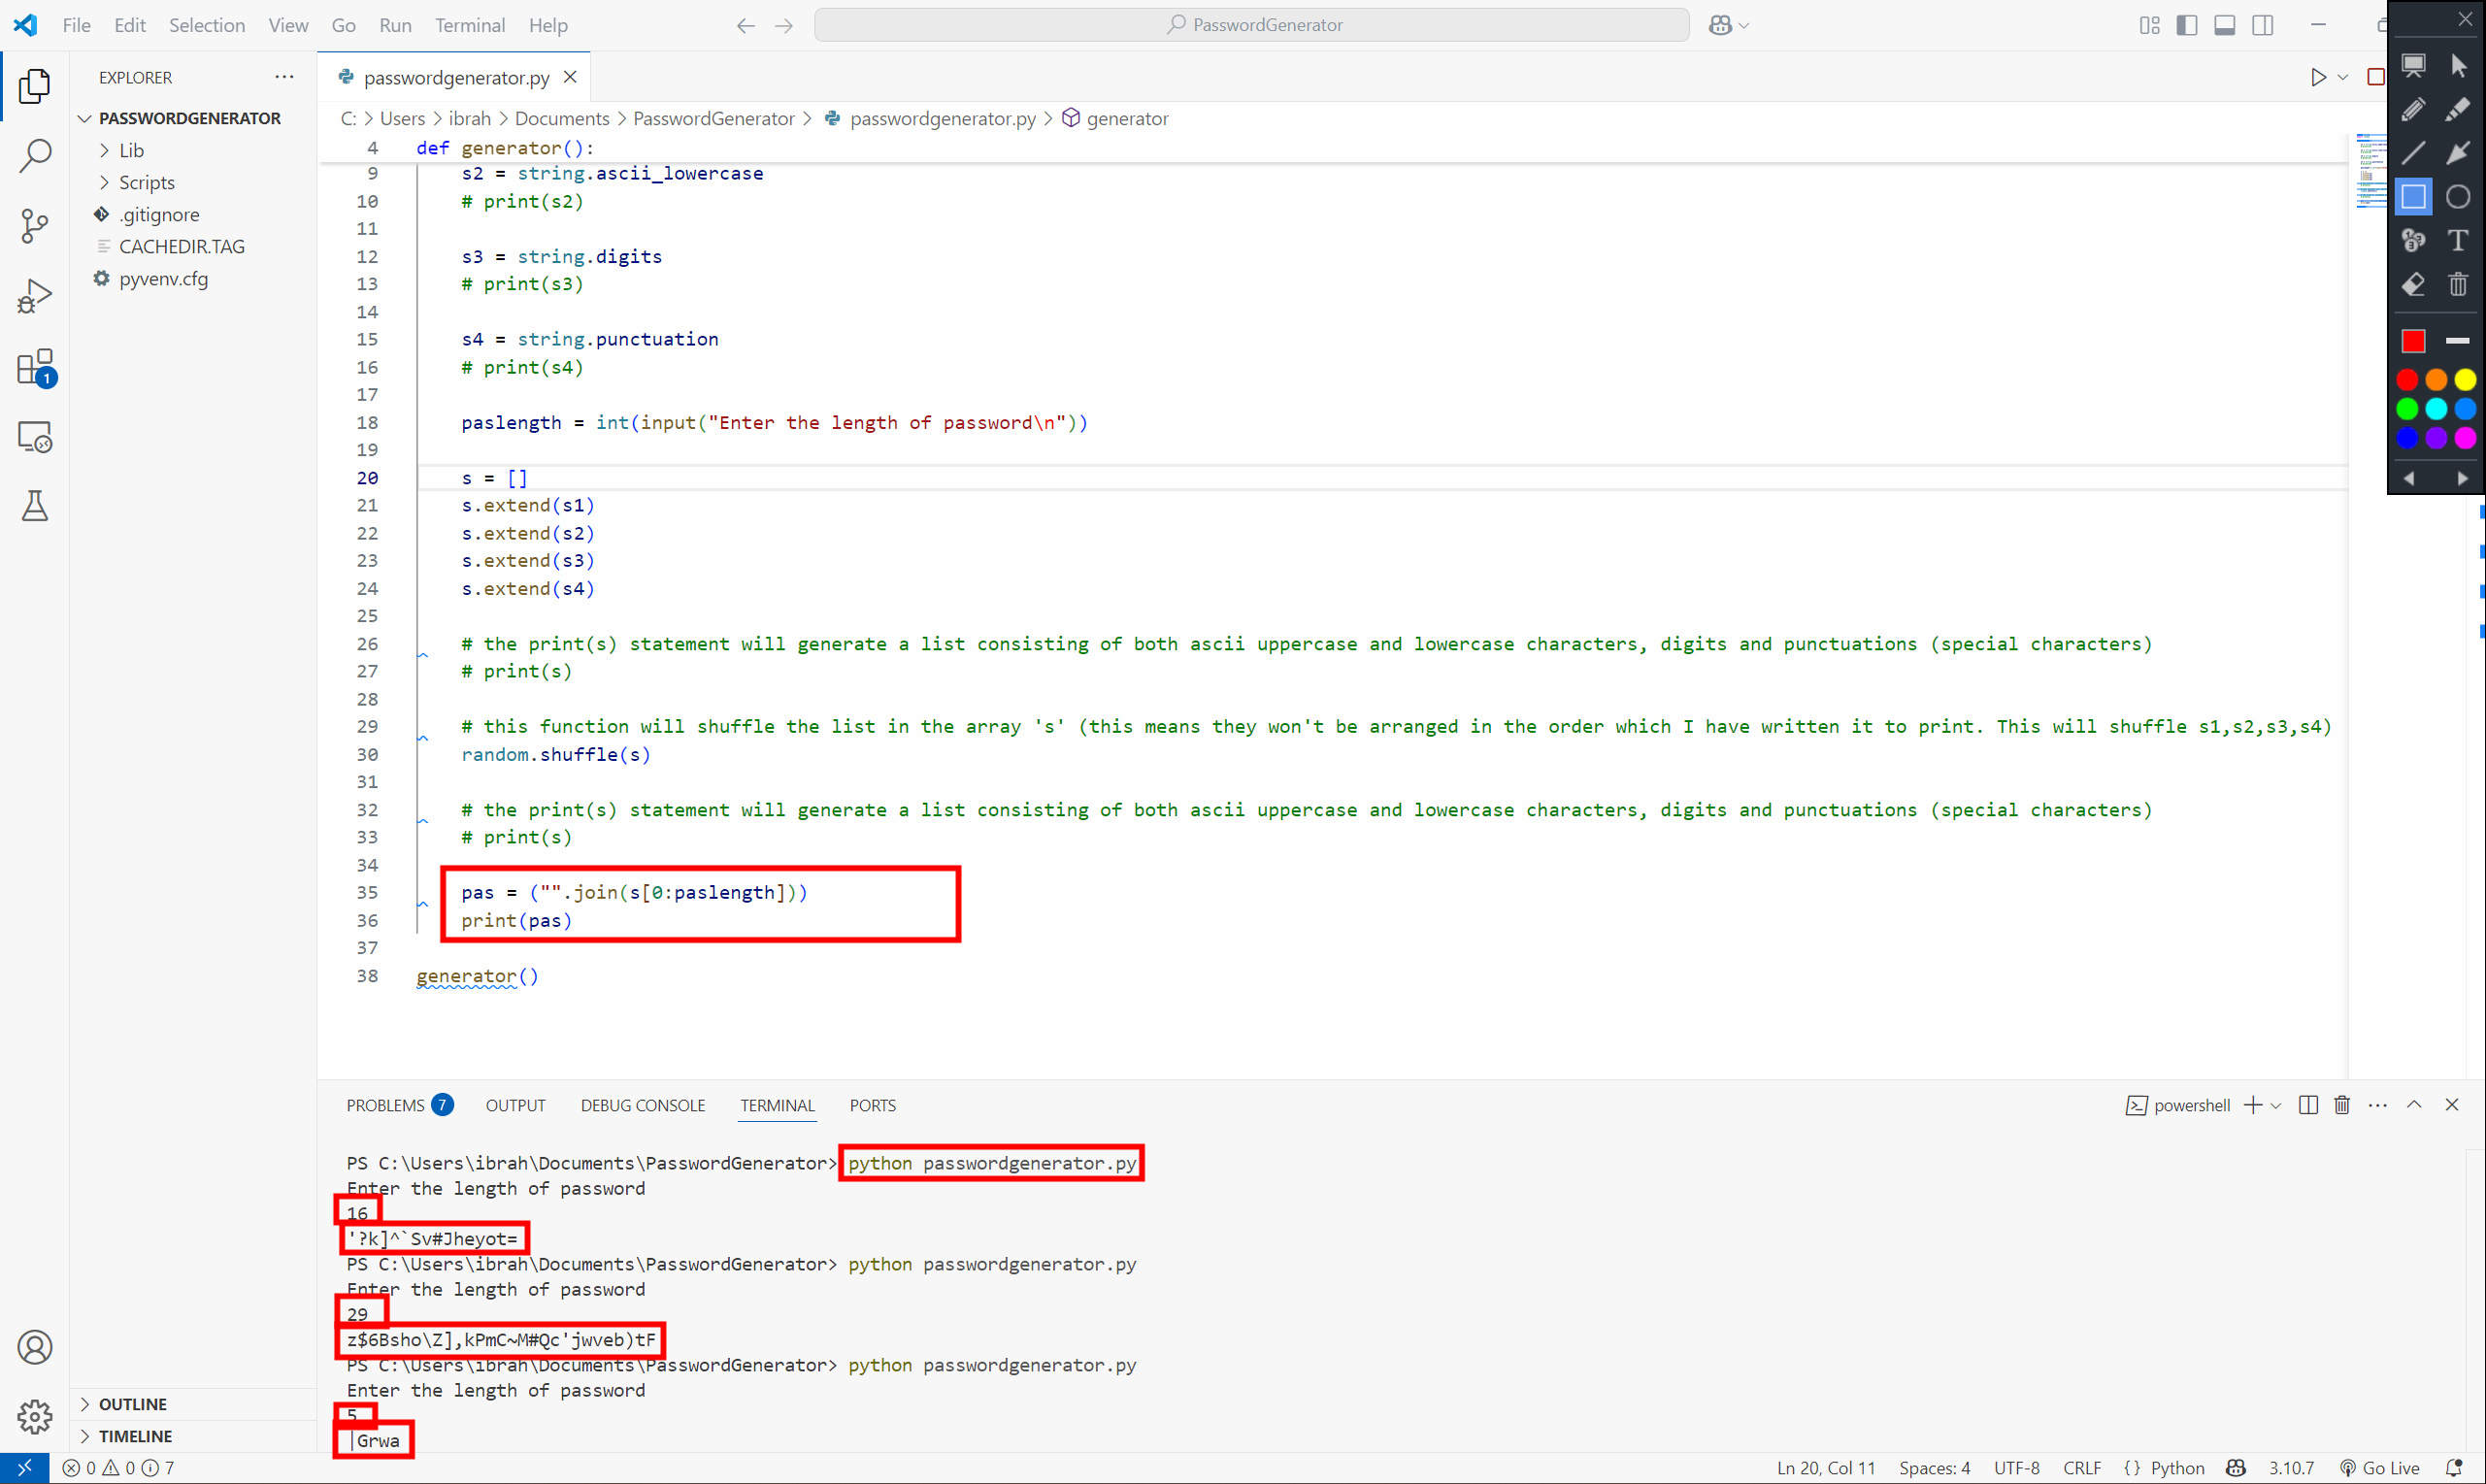 File Edit Selection View Go Run Terminal Help
PasswordGenerator
EXPLORER
passwordgenerator.py
PASSWORDGENERATOR
Lib
Scripts
.gitignore
CACHEDIR.TAG
pyvenv.cfg
1
C: > Users > ibrah > Documents > PasswordGenerator > passwordgenerator.py > generator
4 def generator():
9 s2 = string.ascii_lowercase
10 # print(s2)
11
12 s3 = string.digits
13 # print(s3)
14
15 s4 = string.punctuation
16 # print(s4)
17
18 paslength = int(input("Enter the length of password\n"))
19
20 s = []
21 s.extend(s1)
22 s.extend(s2)
23 s.extend(s3)
24 s.extend(s4)
25
26 # the print(s) statement will generate a list consisting of both ascii uppercase and lowercase characters, digits and punctuations (special characters)
27 # print(s)
28
29 # this function will shuffle the list in the array 's' (this means they won't be arranged in the order which I have written it to print. This will shuffle s1,s2,s3,s4)
30 random.shuffle(s)
31
32 # the print(s) statement will generate a list consisting of both ascii uppercase and lowercase characters, digits and punctuations (special characters)
33 # print(s)
34
35 pas = ("".join(s[0:paslength]))
36 print(pas)
37
38 generator()
PROBLEMS 7 OUTPUT DEBUG CONSOLE TERMINAL PORTS
powershell
PS C:\Users\ibrah\Documents\PasswordGenerator> python passwordgenerator.py
Enter the length of password
16
'?k]^`Sv#Jheyot=
PS C:\Users\ibrah\Documents\PasswordGenerator> python passwordgenerator.py
Enter the length of password
29
z$6Bsho\Z],kPmC~M#Qc'jwveb)tF
PS C:\Users\ibrah\Documents\PasswordGenerator> python passwordgenerator.py
Enter the length of password
5
|Grwa
OUTLINE
TIMELINE
0 0 7
Ln 20, Col 11 Spaces: 4 UTF-8 CRLF {} Python 3.10.7 Go Live